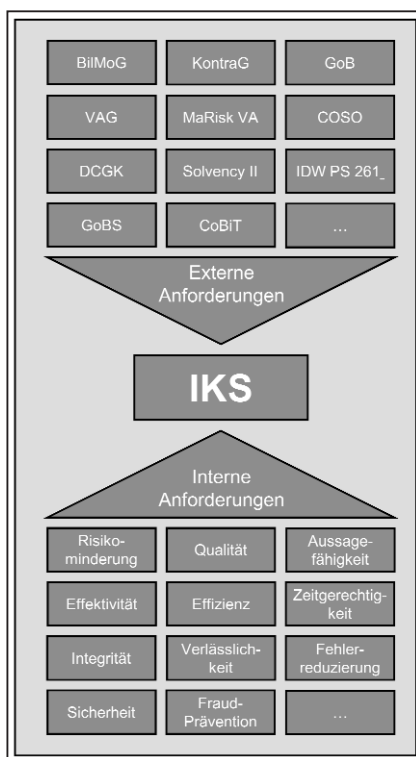 BilMoG KontraG GoB
VAG MaRisk VA COSO
DCGK Solvency II IDW PS 261
GoBS CoBiT ...
Externe
Anforderungen
IKS
Interne
Anforderungen
Risiko-
minderung
Qualität
Aussage-
fähigkeit
Effektivität
Effizienz
Zeitgerechtig-
keit
Integrität
Verlässlich-
keit
Fehler-
reduzierung
Sicherheit
Fraud-
Prävention
...